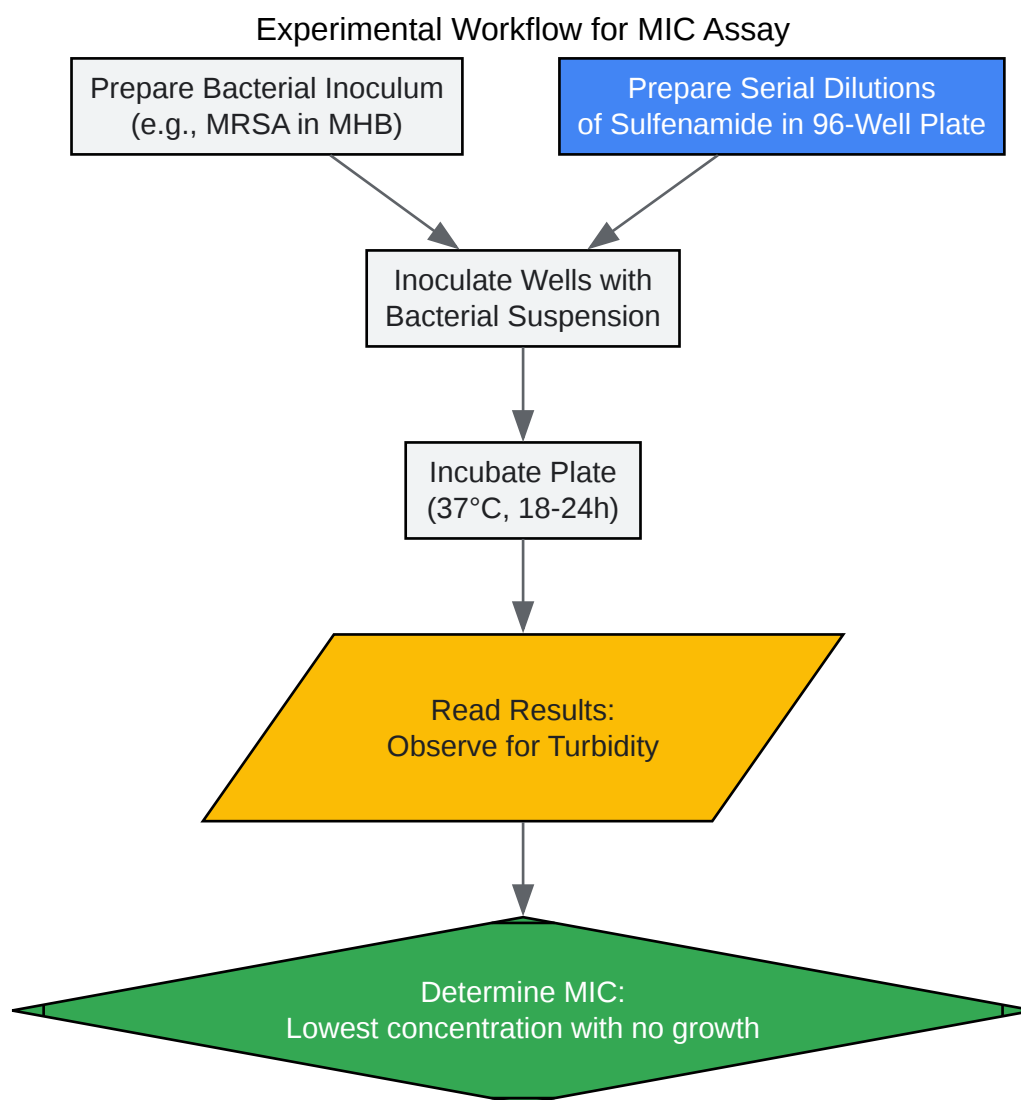 Experimental Workflow for MIC Assay
Prepare Bacterial Inoculum
(e.g., MRSA in MHB)
Prepare Serial Dilutions
of Sulfenamide in 96-Well Plate
Inoculate Wells with
Bacterial Suspension
Incubate Plate
(37°C, 18-24h)
Read Results:
Observe for Turbidity
Determine MIC:
Lowest concentration with no growth